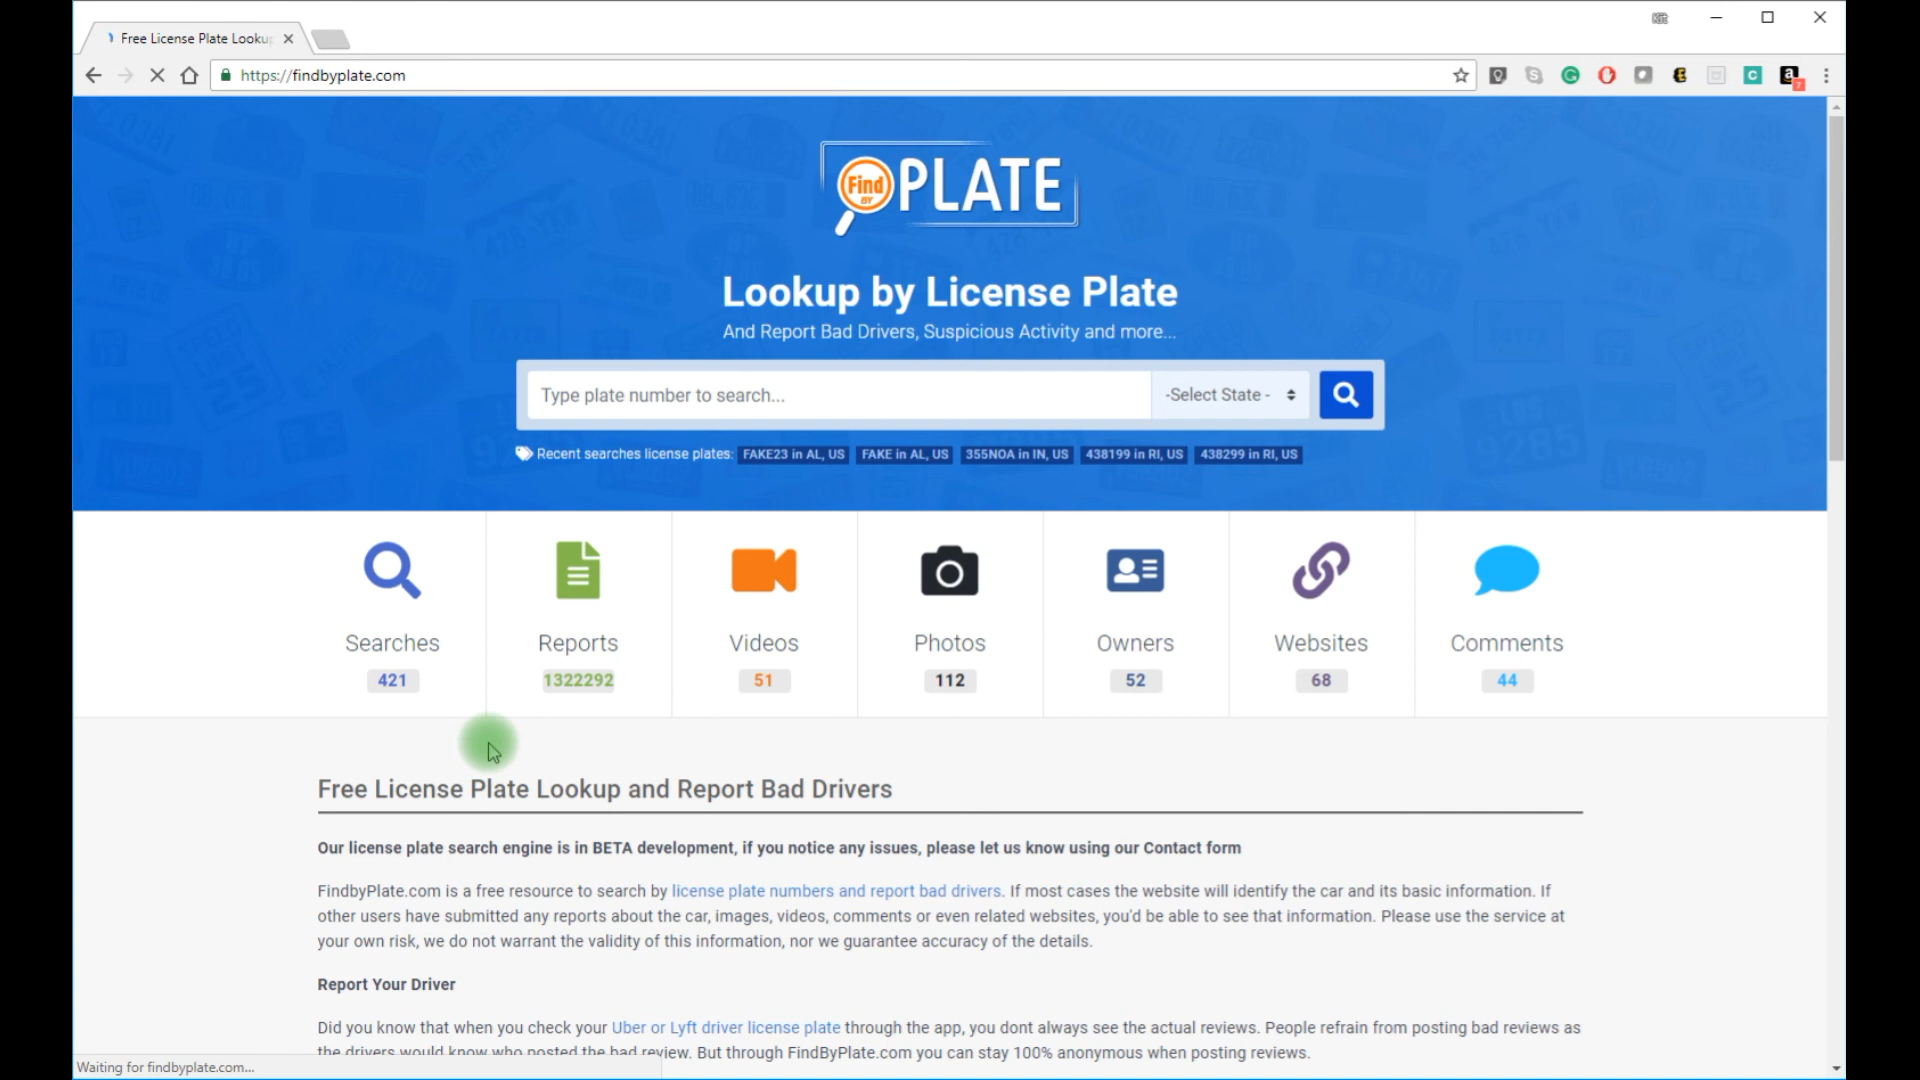 Free License Plate Looku
https://findbyplate.com
Find BY PLATE
Lookup by License Plate
And Report Bad Drivers, Suspicious Activity and more...
Type plate number to search...
-Select State -
Recent searches license plates: FAKE23 in AL, US FAKE in AL, US 355NOA in IN, US 438199 in RI, US 438299 in RI, US
Searches Reports Videos Photos Owners Websites Comments
421 1322292 51 112 52 68 44
Free License Plate Lookup and Report Bad Drivers
Our license plate search engine is in BETA development, if you notice any issues, please let us know using our Contact form
FindbyPlate.com is a free resource to search by license plate numbers and report bad drivers. If most cases the website will identify the car and its basic information. If
other users have submitted any reports about the car, images, videos, comments or even related websites, you'd be able to see that information. Please use the service at
your own risk, we do not warrant the validity of this information, nor we guarantee accuracy of the details.
Report Your Driver
Did you know that when you check your Uber or Lyft driver license plate through the app, you dont always see the actual reviews. People refrain from posting bad reviews as
the drivers would know who posted the bad review. But through FindByPlate.com you can stay 100% anonymous when posting reviews.
Waiting for findbyplate.com...